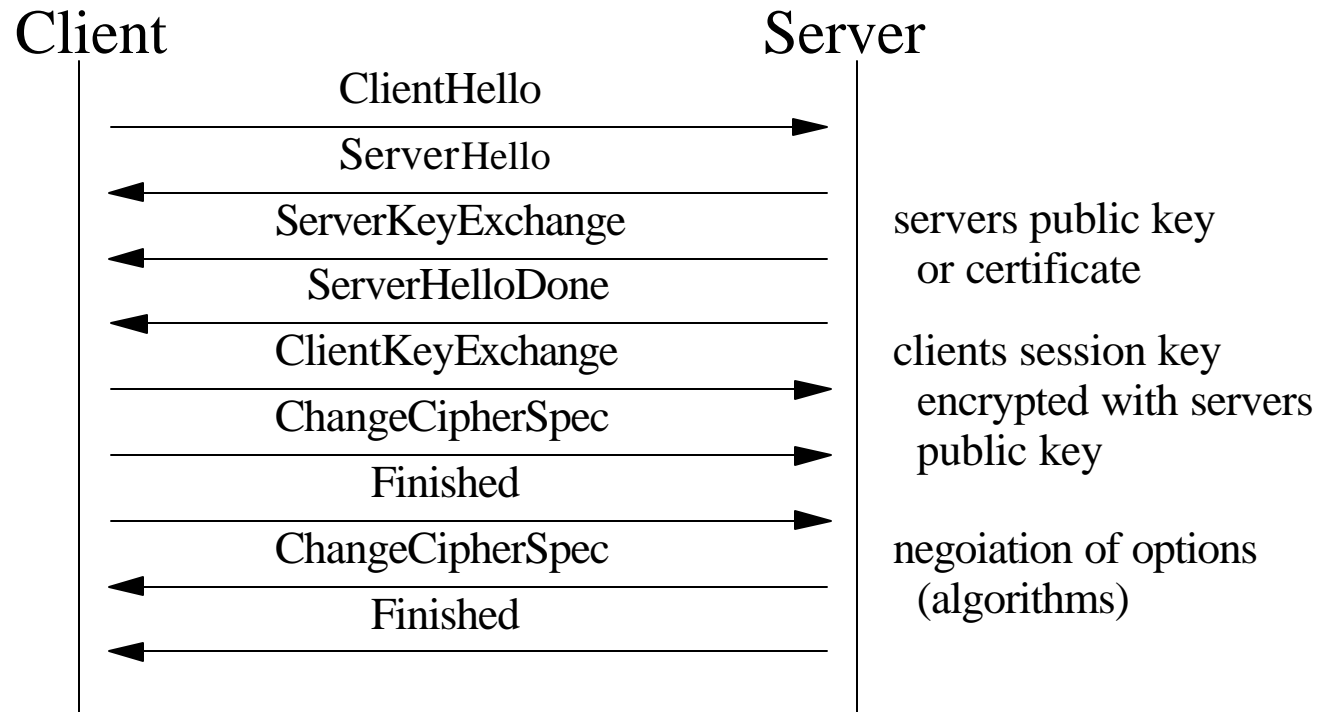 Client Server
ClientHello
ServerHello
ServerKeyExchange
servers public key
or certificate
ServerHelloDone
ClientKeyExchange
clients session key
encrypted with servers
public key
ChangeCipherSpec
Finished
ChangeCipherSpec
negoiation of options
(algorithms)
Finished